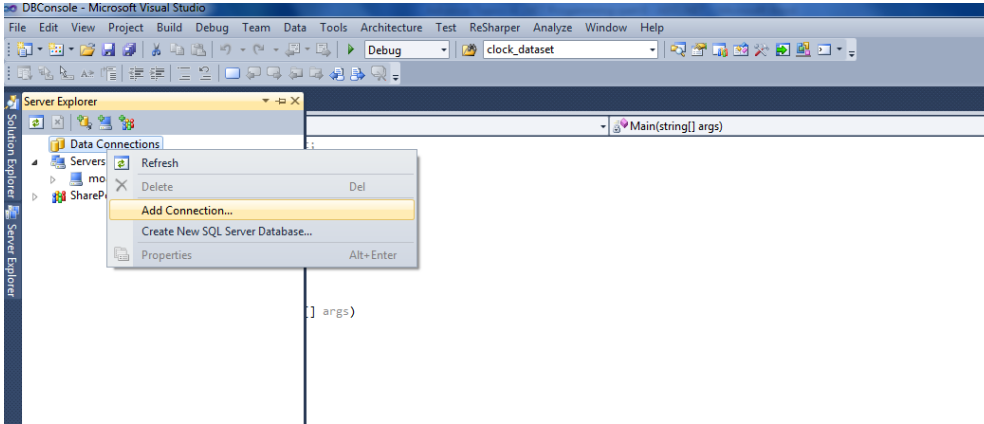 DBConsole - Microsoft Visual Studio
File Edit View Project Build Debug Team Data Tools Architecture Test ReSharper Analyze Window Help
Debug clock_dataset
Server Explorer
Main(string[] args)
Solution Explorer
Server Explorer
Data Connections
Servers
mo
SharePo
Refresh
Delete Del
Add Connection...
Create New SQL Server Database...
Properties Alt+Enter
;
[] args)